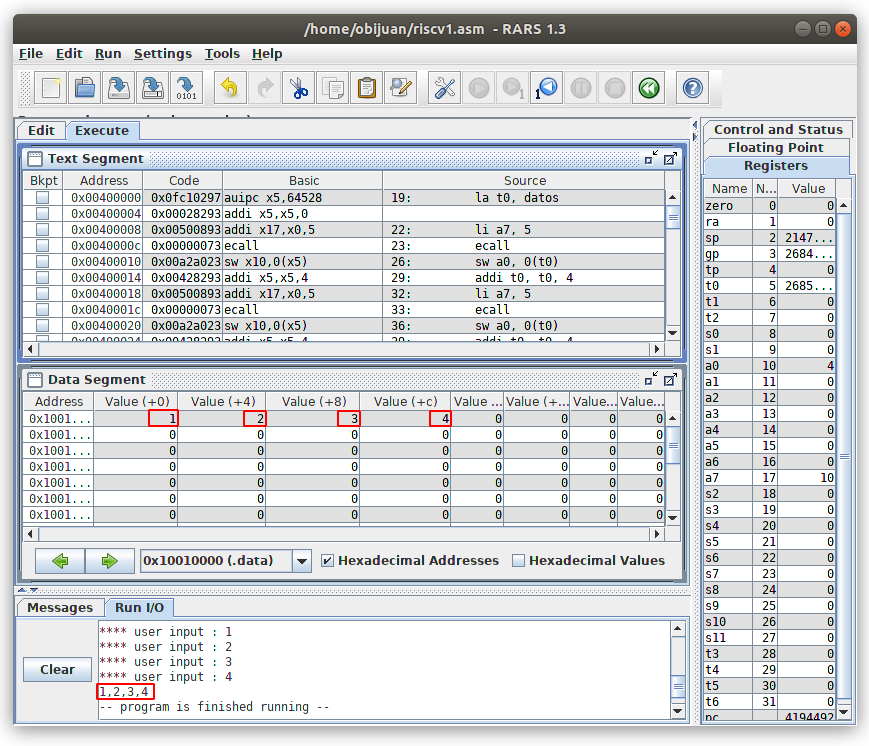 /home/obijuan/riscv1.asm - RARS 1.3
File Edit Run Settings Tools Help
Edit Execute
Text Segment
Bkpt Address Code Basic Source
0x00400000 0x0fc10297 auipc x5,64528 19: la t0, datos
0x00400004 0x00028293 addi x5,x5,0
0x00400008 0x00500893 addi x17,x0,5 22: li a7, 5
0x0040000c 0x00000073 ecall 23: ecall
0x00400010 0x00a2a023 sw x10,0(x5) 26: sw a0, 0(t0)
0x00400014 0x00428293 addi x5,x5,4 29: addi t0, t0, 4
0x00400018 0x00500893 addi x17,x0,5 32: li a7, 5
0x0040001c 0x00000073 ecall 33: ecall
0x00400020 0x00a2a023 sw x10,0(x5) 36: sw a0, 0(t0)
0x00400024 0x00428293 addi x5,x5,4 39: addi t0, t0, 4
Data Segment
Address Value (+0) Value (+4) Value (+8) Value (+c) Value ... Value (+... Value... Value...
0x1001... 1 2 3 4 0 0 0 0
0x1001... 0 0 0 0 0 0 0 0
0x1001... 0 0 0 0 0 0 0 0
0x1001... 0 0 0 0 0 0 0 0
0x1001... 0 0 0 0 0 0 0 0
0x1001... 0 0 0 0 0 0 0 0
0x1001... 0 0 0 0 0 0 0 0
0x10010000 (.data) Hexadecimal Addresses Hexadecimal Values
Messages Run I/O
Clear
**** user input : 1
**** user input : 2
**** user input : 3
**** user input : 4
1,2,3,4
-- program is finished running --
Control and Status
Floating Point
Registers
Name N... Value
zero 0 0
ra 1 0
sp 2 2147...
gp 3 2684...
tp 4 0
t0 5 2685...
t1 6 0
t2 7 0
s0 8 0
s1 9 0
a0 10 4
a1 11 0
a2 12 0
a3 13 0
a4 14 0
a5 15 0
a6 16 0
a7 17 10
s2 18 0
s3 19 0
s4 20 0
s5 21 0
s6 22 0
s7 23 0
s8 24 0
s9 25 0
s10 26 0
s11 27 0
t3 28 0
t4 29 0
t5 30 0
t6 31 0
pc 4194492